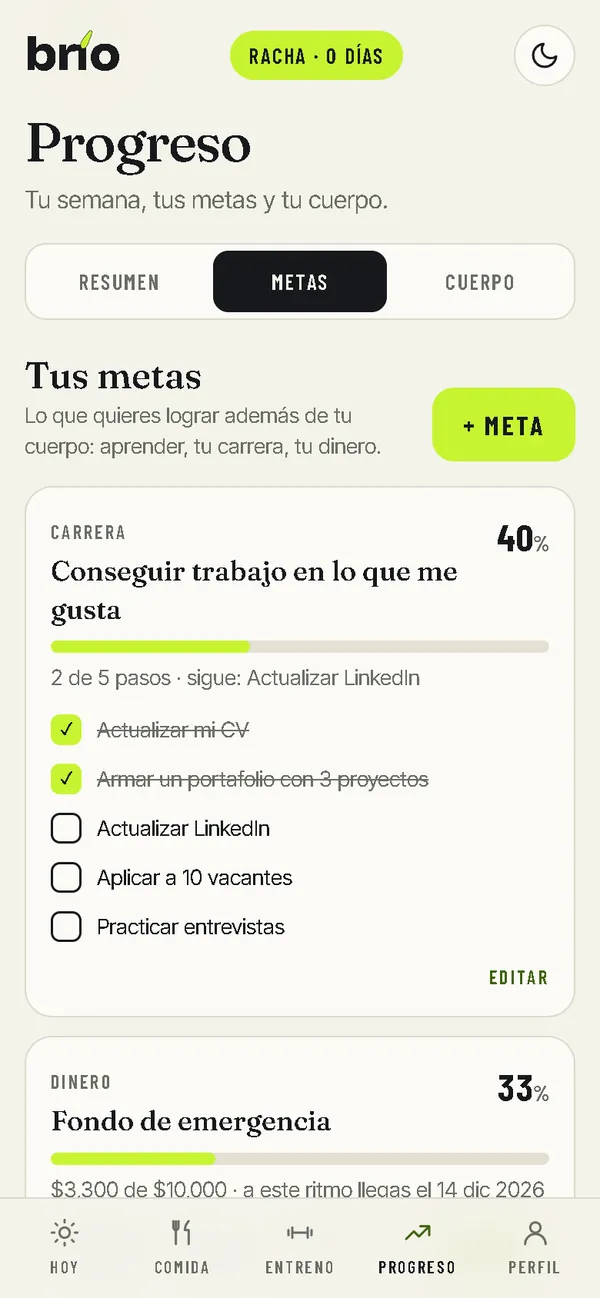 brío
RACHA · 0 DÍAS
Progreso
Tu semana, tus metas y tu cuerpo.
RESUMEN
METAS
CUERPO
Tus metas
Lo que quieres lograr además de tu
cuerpo: aprender, tu carrera, tu dinero.
+ META
CARRERA
40%
Conseguir trabajo en lo que me
gusta
2 de 5 pasos · sigue: Actualizar LinkedIn
✓ Actualizar mi CV
✓ Armar un portafolio con 3 proyectos
Actualizar LinkedIn
Aplicar a 10 vacantes
Practicar entrevistas
EDITAR
DINERO
33%
Fondo de emergencia
$3,300 de $10,000 · a este ritmo llegas el 14 dic 2026
HOY
COMIDA
ENTRENO
PROGRESO
PERFIL